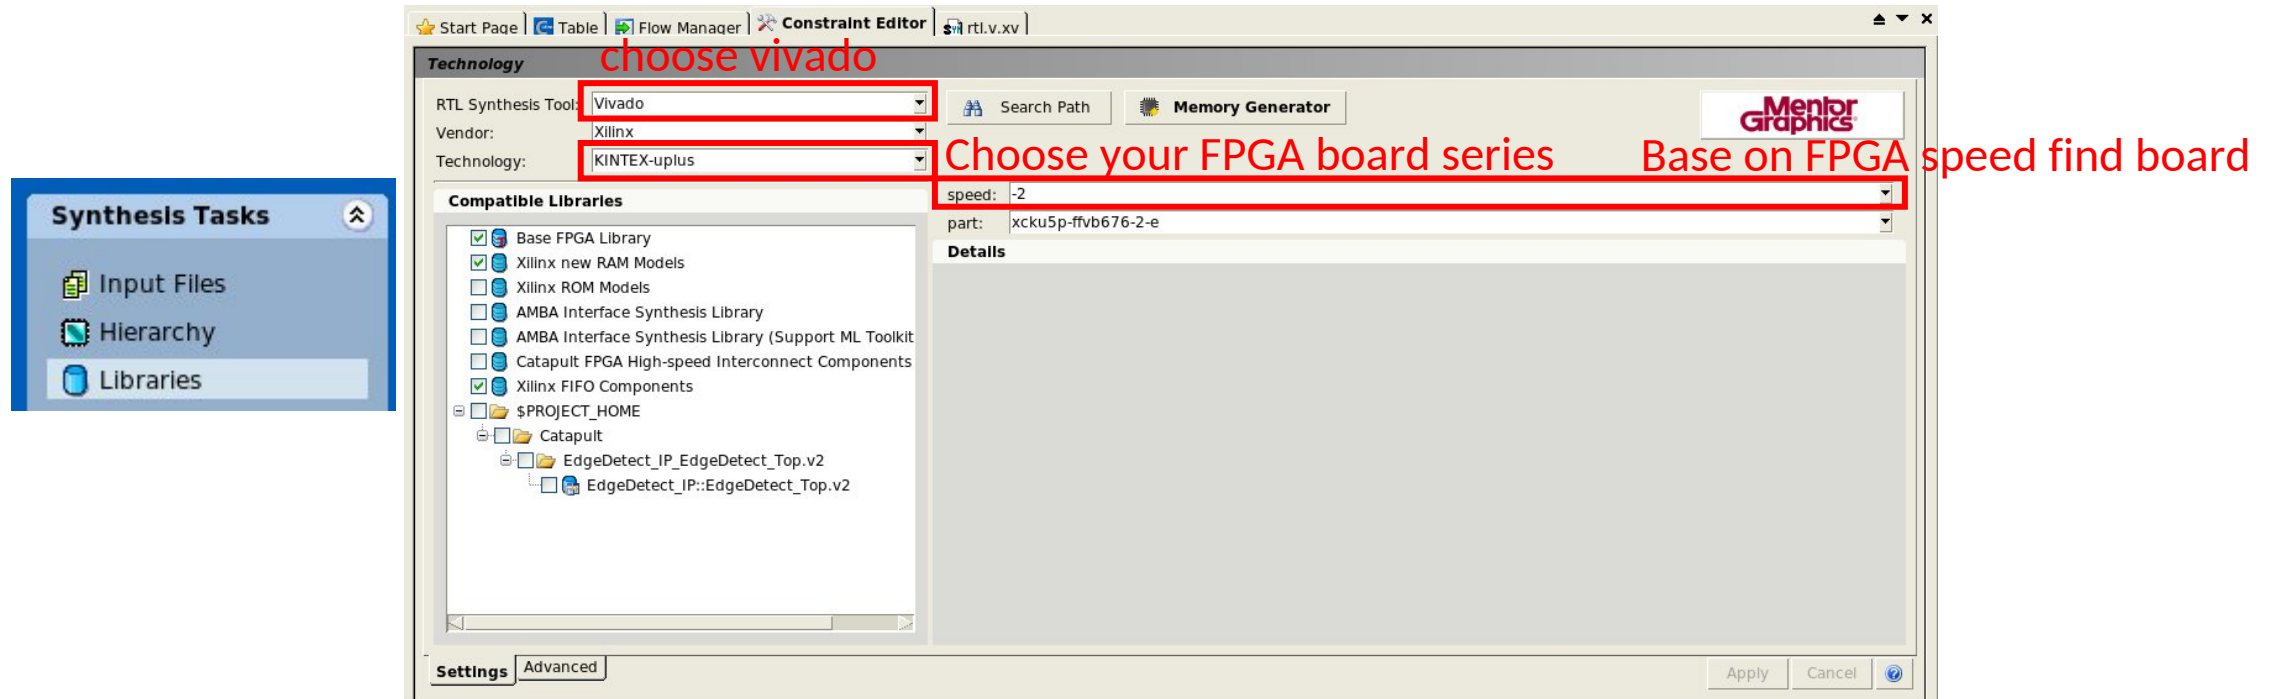 Start Page Table Flow Manager Constraint Editor rtl.v.xv
choose vivado
Technology
RTL Synthesis Tool: Vivado Search Path Memory Generator
Mentor
Graphics
Vendor: Xilinx
Technology: KINTEX-uplus
Choose your FPGA board series Base on FPGA speed find board
Synthesis Tasks
Input Files
Hierarchy
Libraries
Compatible Libraries
Base FPGA Library
Xilinx new RAM Models
Xilinx ROM Models
AMBA Interface Synthesis Library
AMBA Interface Synthesis Library (Support ML Toolkit
Catapult FPGA High-speed Interconnect Components
Xilinx FIFO Components
$PROJECT_HOME
Catapult
EdgeDetect_IP_EdgeDetect_Top.v2
EdgeDetect_IP::EdgeDetect_Top.v2
speed: -2
part: xcku5p-ffvb676-2-e
Details
Settings Advanced
Apply Cancel